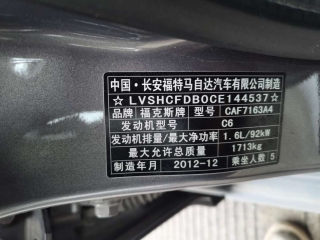 中国·长安福特马自达汽车有限公司制造
☆LVSHCFDB0CE144537☆
品牌 福克斯牌 型号 CAF7163A4
发动机型号 C6
发动机排量/最大净功率 1.6L/92kW
最大允许总质量 1713kg
制造年月 2012-12 乘坐人数 5